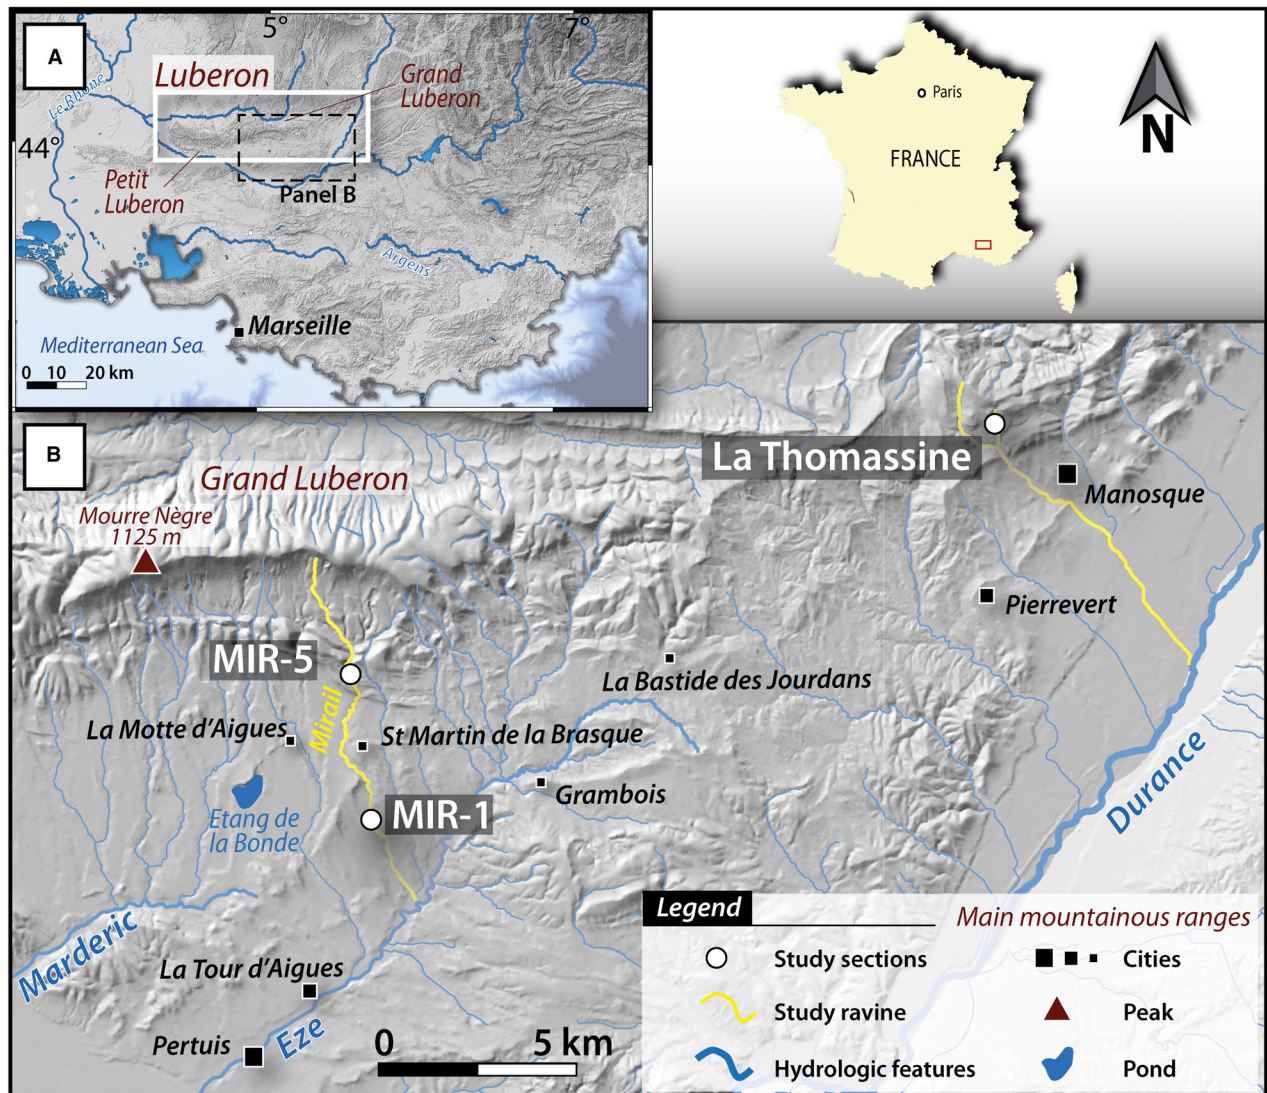 A
5°
7°
Luberon
Grand
Luberon
Le Rhône
44°
Petit
Luberon
Panel B
Argens
Marseille
Mediterranean Sea
0 10 20 km
Paris
FRANCE
N
B
Grand Luberon
Mourre Nègre
1125 m
La Thomassine
Manosque
Pierrevert
MIR-5
Mirail
La Bastide des Jourdans
La Motte d'Aigues
St Martin de la Brasque
Grambois
MIR-1
Etang de
la Bonde
Durance
Marderic
La Tour d'Aigues
Pertuis
Eze
0 5 km
Legend
Main mountainous ranges
Study sections
Cities
Study ravine
Peak
Hydrologic features
Pond